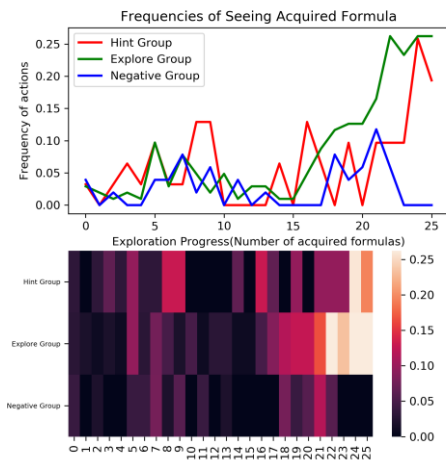 Frequencies of Seeing Acquired Formula
Hint Group
Explore Group
Negative Group
Frequency of actions
0.25
0.20
0.15
0.10
0.05
0.00
0 5 10 15 20 25
Exploration Progress(Number of acquired formulas)
Hint Group
Explore Group
Negative Group
0.25
0.20
0.15
0.10
0.05
0.00
0 1 2 3 4 5 6 7 8 9 10 11 12 13 14 15 16 17 18 19 20 21 22 23 24 25